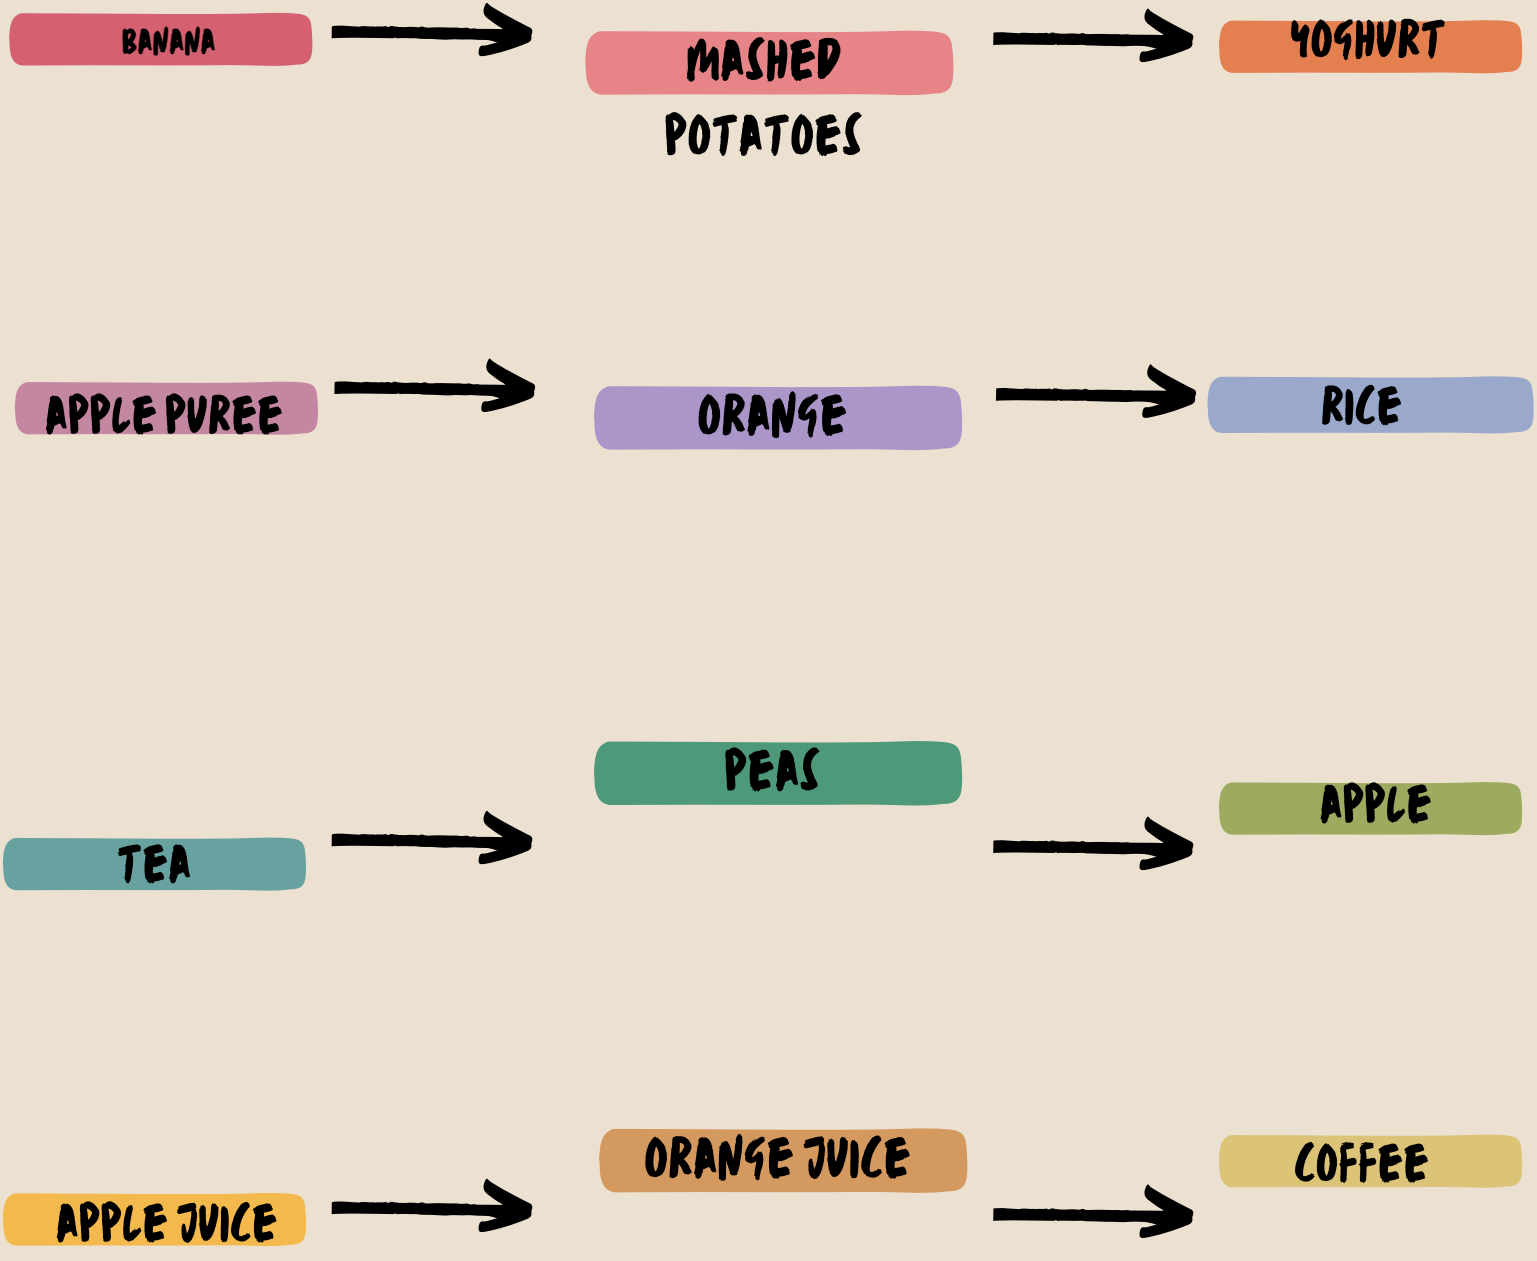 BANANA
MASHED
POTATOES
YOGHURT
APPLE PUREE
ORANGE
RICE
TEA
PEAS
APPLE
APPLE JUICE
ORANGE JUICE
COFFEE